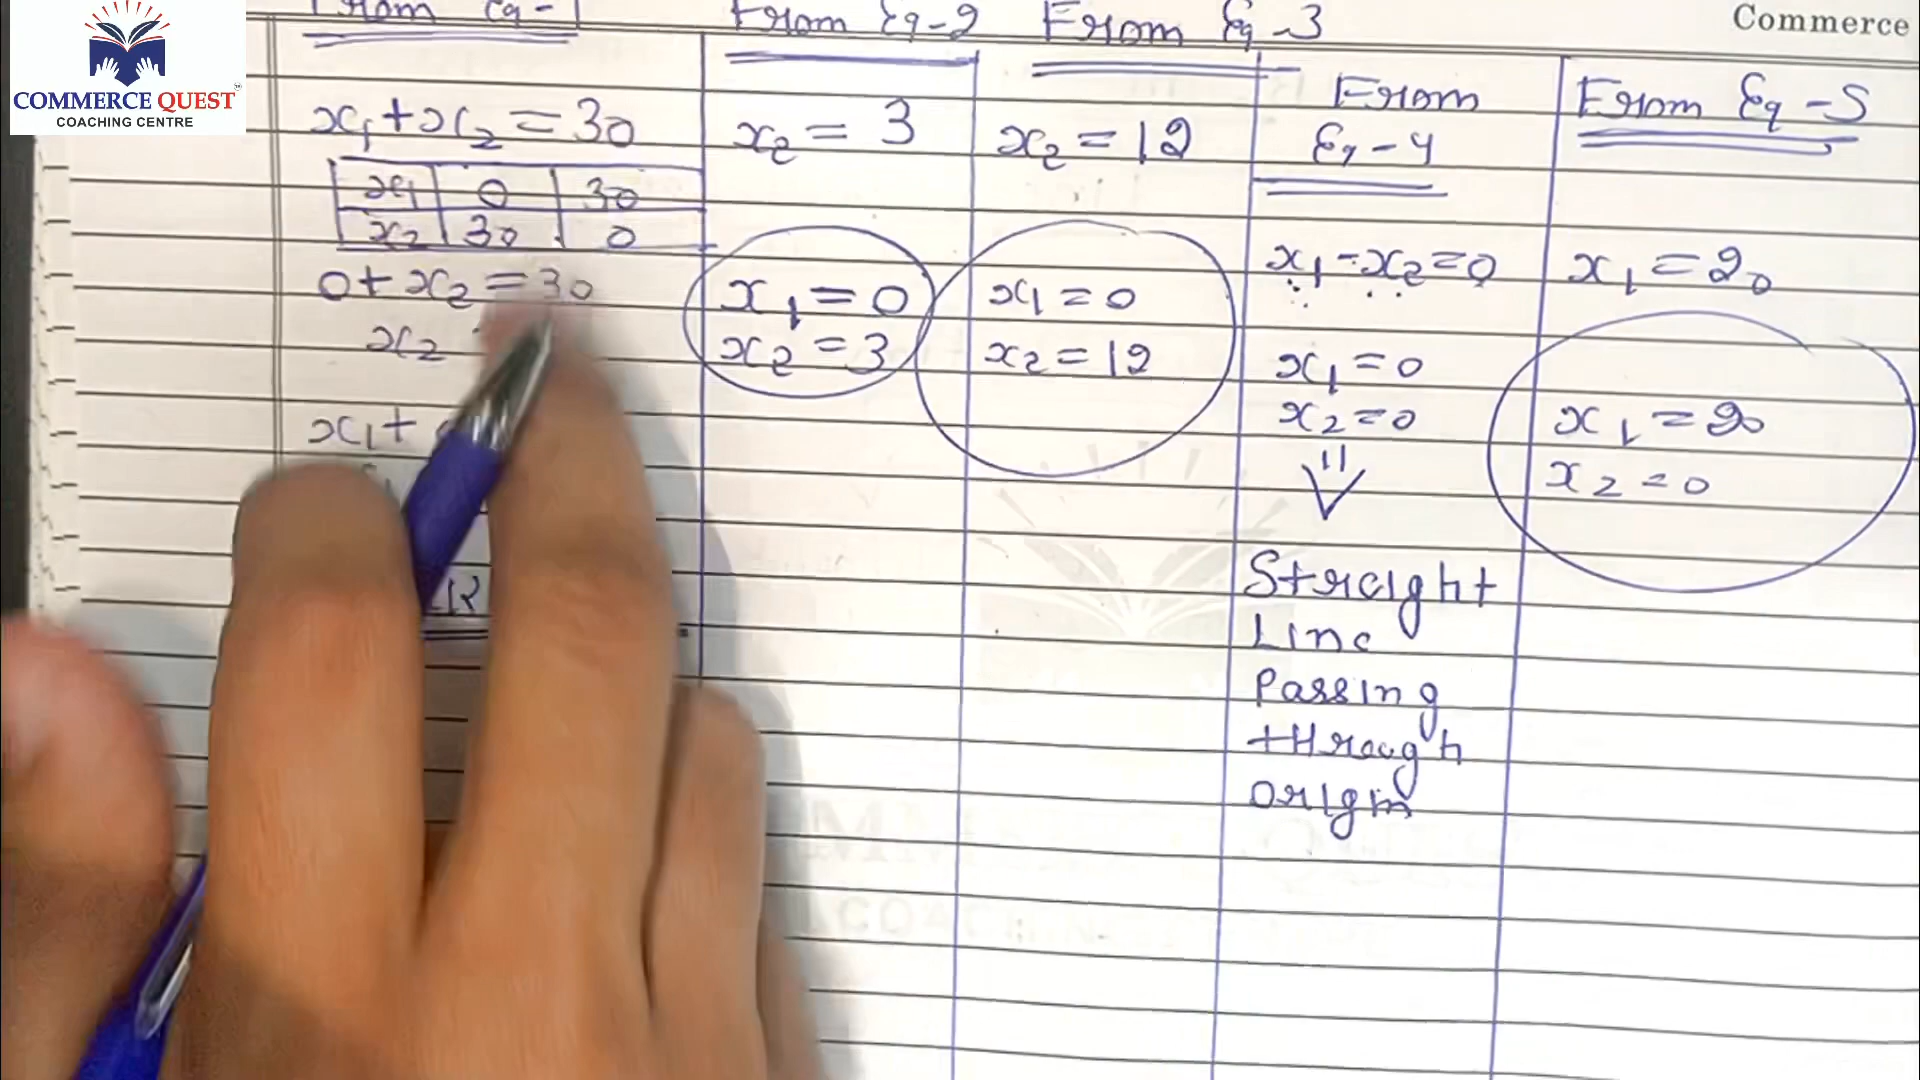 COMMERCE QUEST
COACHING CENTRE
Commerce
From Eq-1
x₁+x₂=30
x₁ 0 30
x₂ 30 0
0+x₂=30
x₂
x₁+
From Eq-2
x₂=3
x₁=0
x₂=3
From Eq-3
x₂=12
x₁=0
x₂=12
From
Eq-4
x₁-x₂=0
x₁=0
x₂=0
Straight
Line
Passing
through
origin
From Eq-5
x₁=20
x₁=20
x₂=0